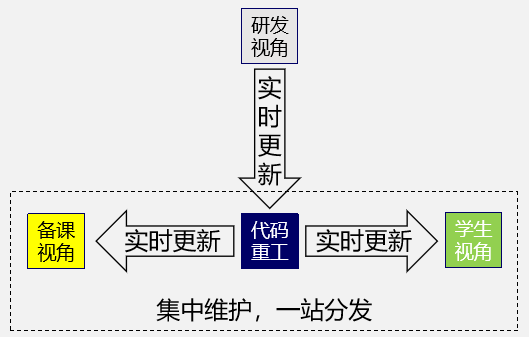 研发
视角
实
时
更
新
备课
视角
实时更新
代码
重工
实时更新
学生
视角
集中维护，一站分发